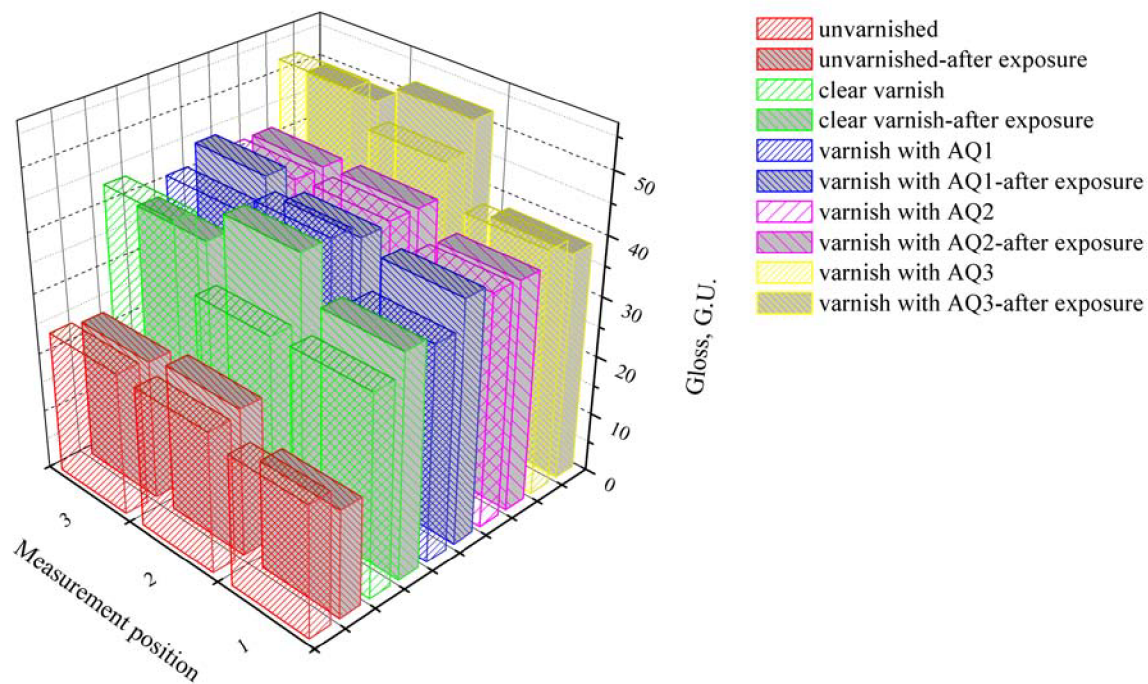 unvarnished
unvarnished-after exposure
clear varnish
clear varnish-after exposure
varnish with AQ1
varnish with AQ1-after exposure
varnish with AQ2
varnish with AQ2-after exposure
varnish with AQ3
varnish with AQ3-after exposure
50
40
30
20
10
0
Gloss, G.U.
3
2
1
Measurement position